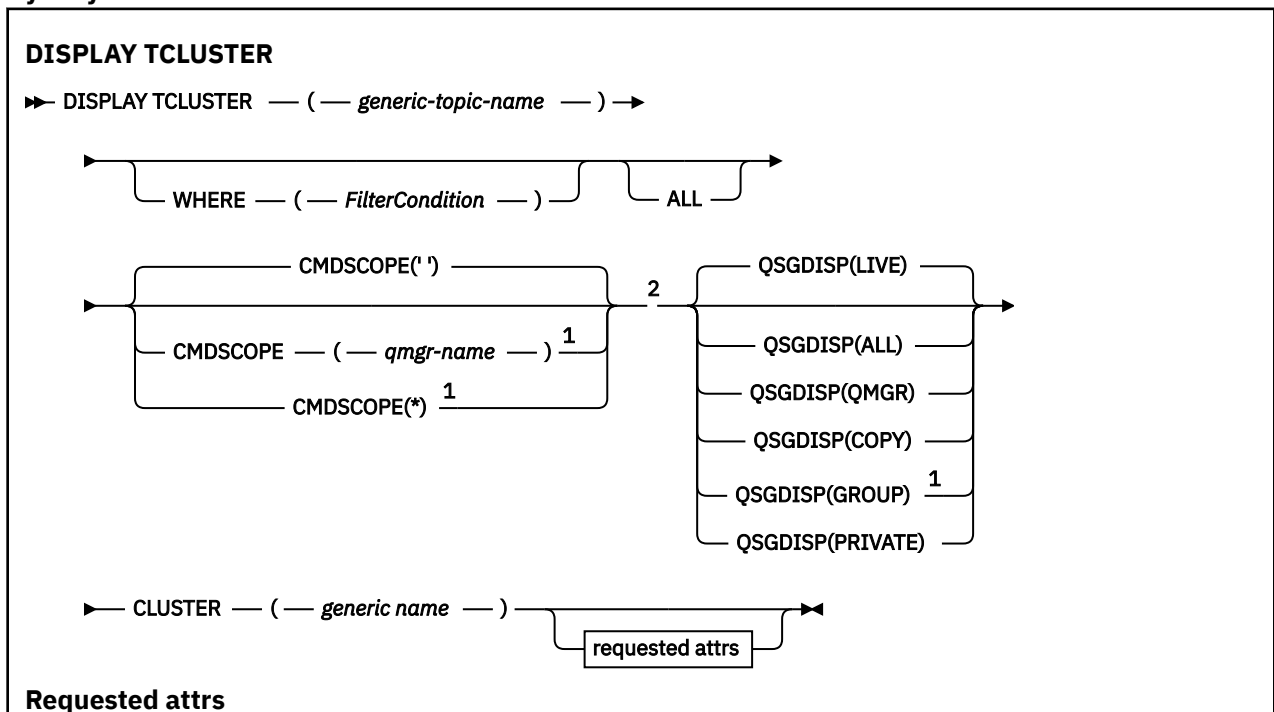 DISPLAY TCLUSTER
DISPLAY TCLUSTER ( generic-topic-name )
WHERE ( FilterCondition ) ALL
CMDSCOPE(' ')
CMDSCOPE ( qmgr-name ) 1
CMDSCOPE(*) 1
2
QSGDISP(LIVE)
QSGDISP(ALL)
QSGDISP(QMGR)
QSGDISP(COPY)
QSGDISP(GROUP) 1
QSGDISP(PRIVATE)
CLUSTER ( generic name )
requested attrs
Requested attrs